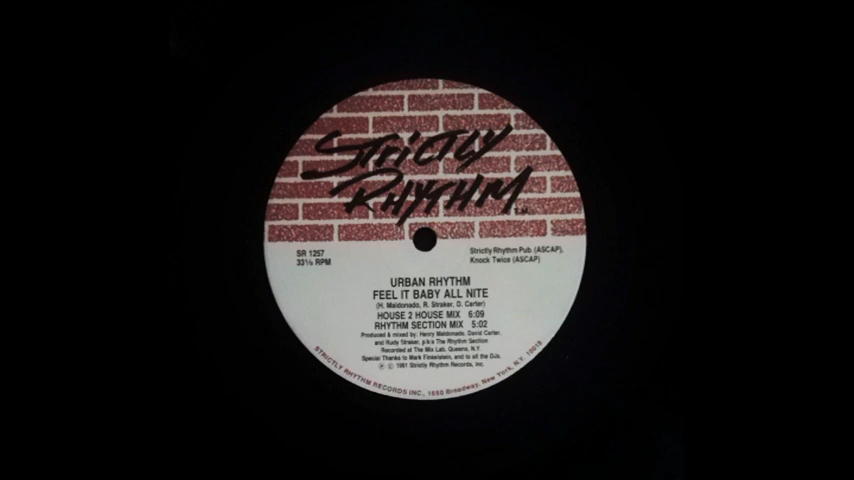 STRICTLY
RHYTHM T.M.
SR 1257
33⅓ RPM
Strictly Rhythm Pub. (ASCAP),
Knock Twice (ASCAP)
URBAN RHYTHM
FEEL IT BABY ALL NITE
(H. Maldonado, R. Straker, D. Carter)
HOUSE 2 HOUSE MIX 6:09
RHYTHM SECTION MIX 5:02
Produced & mixed by: Henry Maldonado, David Carter,
and Rudy Straker, p/k/a The Rhythm Section
Recorded at The Mix Lab, Queens, N.Y.
Special Thanks to Mark Finkelstein, and to all the DJs.
Ⓟ © 1991 Strictly Rhythm Records, Inc.
STRICTLY RHYTHM RECORDS INC., 1650 Broadway, New York, N.Y. 10019